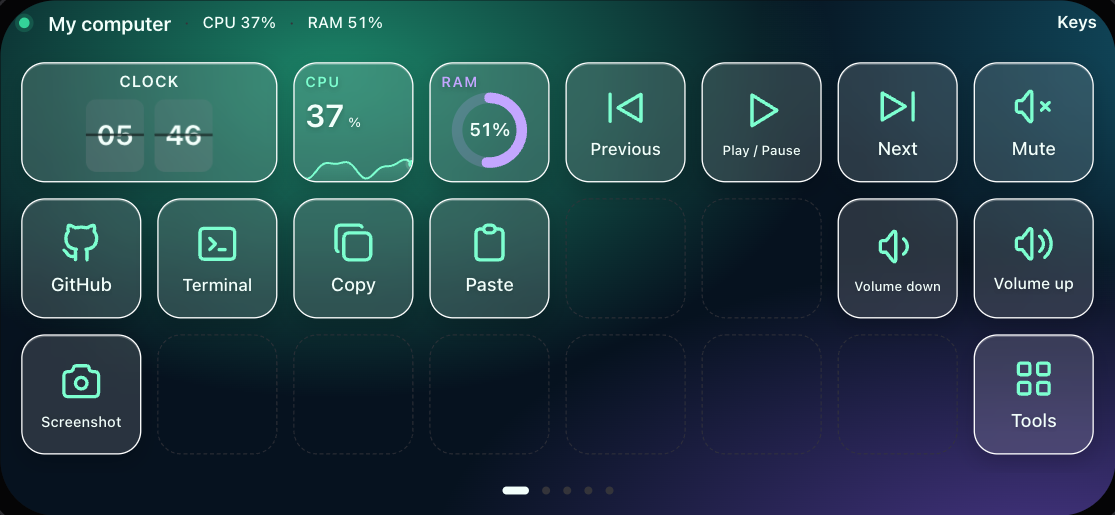 My computer · CPU 37% · RAM 51%
Keys
CLOCK
05 46
CPU
37 %
RAM
51%
Previous
Play / Pause
Next
Mute
GitHub
Terminal
Copy
Paste
Volume down
Volume up
Screenshot
Tools